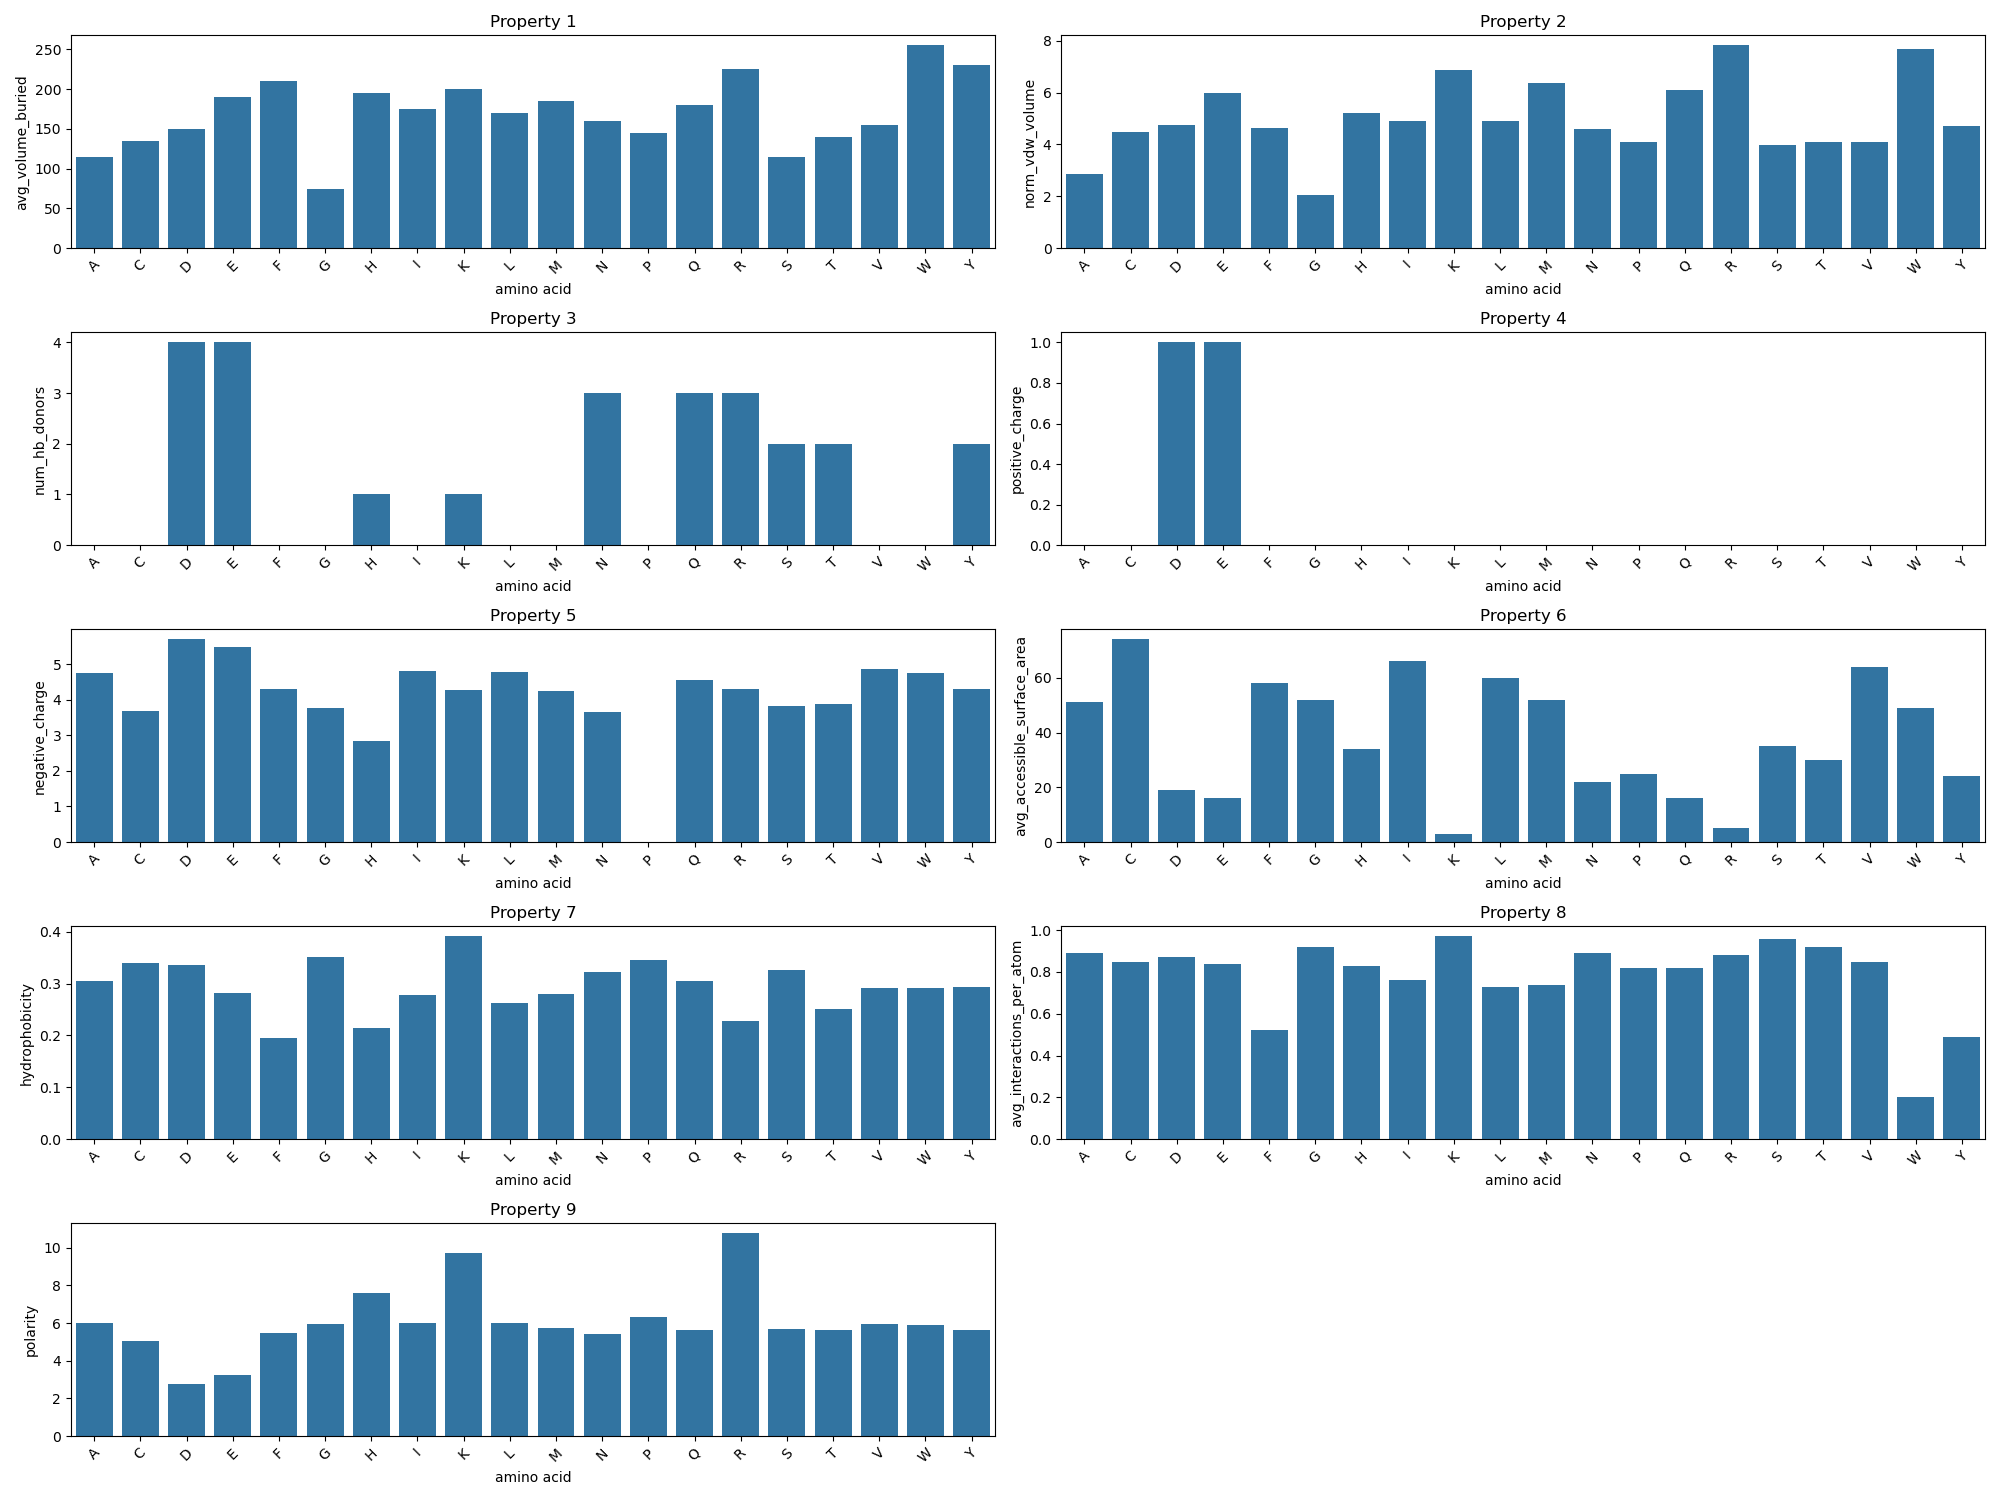 Property 1
avg_volume_buried
250
200
150
100
50
0
A C D E F G H I K L M N P Q R S T V W Y
amino acid
Property 2
norm_vdw_volume
8
6
4
2
0
A C D E F G H I K L M N P Q R S T V W Y
amino acid
Property 3
num_hb_donors
4
3
2
1
0
A C D E F G H I K L M N P Q R S T V W Y
amino acid
Property 4
positive_charge
1.0
0.8
0.6
0.4
0.2
0.0
A C D E F G H I K L M N P Q R S T V W Y
amino acid
Property 5
negative_charge
5
4
3
2
1
0
A C D E F G H I K L M N P Q R S T V W Y
amino acid
Property 6
avg_accessible_surface_area
60
40
20
0
A C D E F G H I K L M N P Q R S T V W Y
amino acid
Property 7
hydrophobicity
0.4
0.3
0.2
0.1
0.0
A C D E F G H I K L M N P Q R S T V W Y
amino acid
Property 8
avg_interactions_per_atom
1.0
0.8
0.6
0.4
0.2
0.0
A C D E F G H I K L M N P Q R S T V W Y
amino acid
Property 9
polarity
10
8
6
4
2
0
A C D E F G H I K L M N P Q R S T V W Y
amino acid